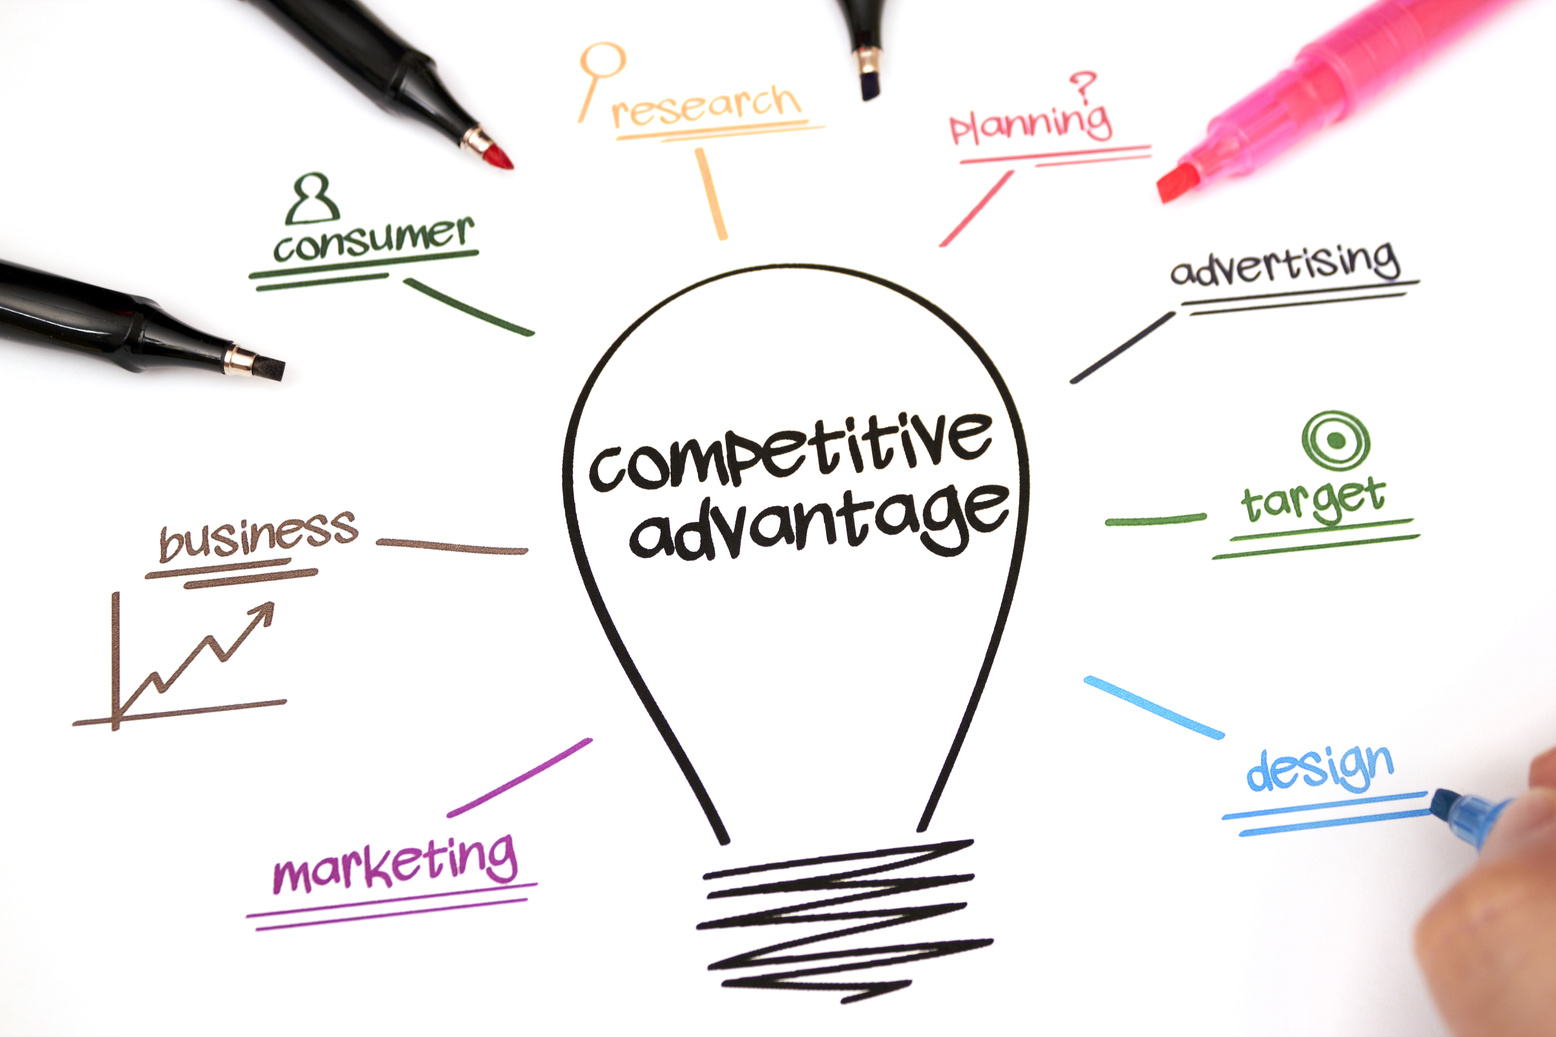 research
planning
?
consumer
advertising
competitive
advantage
target
business
design
marketing